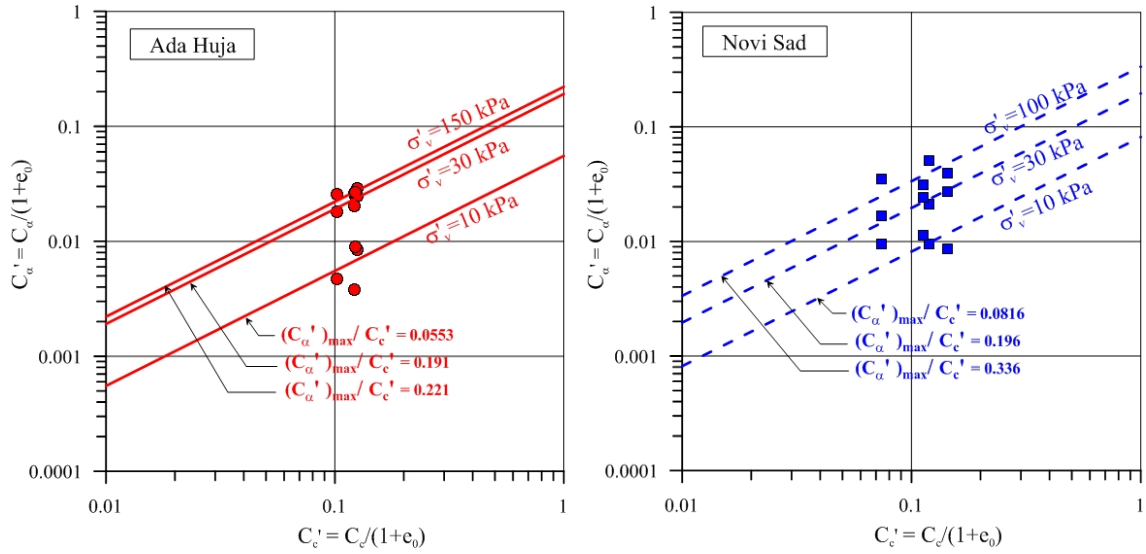 Ada Huja
1
0.1
0.01
0.001
0.0001
Cα' = Cα/(1+e0)
σ'v=150 kPa
σ'v=30 kPa
σ'v=10 kPa
(Cα')max/ Cc' = 0.0553
(Cα')max/ Cc' = 0.191
(Cα')max/ Cc' = 0.221
0.01
0.1
1
Cc' = Cc/(1+e0)
Novi Sad
1
0.1
0.01
0.001
0.0001
Cα' = Cα/(1+e0)
σ'v=100 kPa
σ'v=30 kPa
σ'v=10 kPa
(Cα')max/ Cc' = 0.0816
(Cα')max/ Cc' = 0.196
(Cα')max/ Cc' = 0.336
0.01
0.1
1
Cc' = Cc/(1+e0)